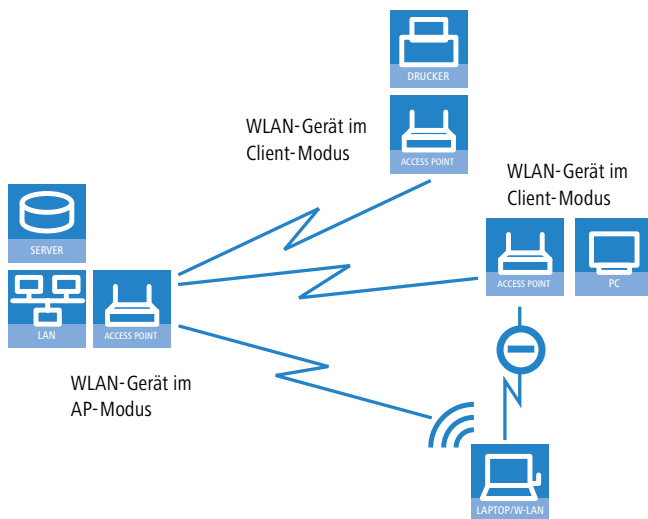 DRUCKER
WLAN-Gerät im
Client-Modus
ACCESS POINT
WLAN-Gerät im
Client-Modus
SERVER
ACCESS POINT
PC
LAN
ACCESS POINT
WLAN-Gerät im
AP-Modus
LAPTOP/W-LAN